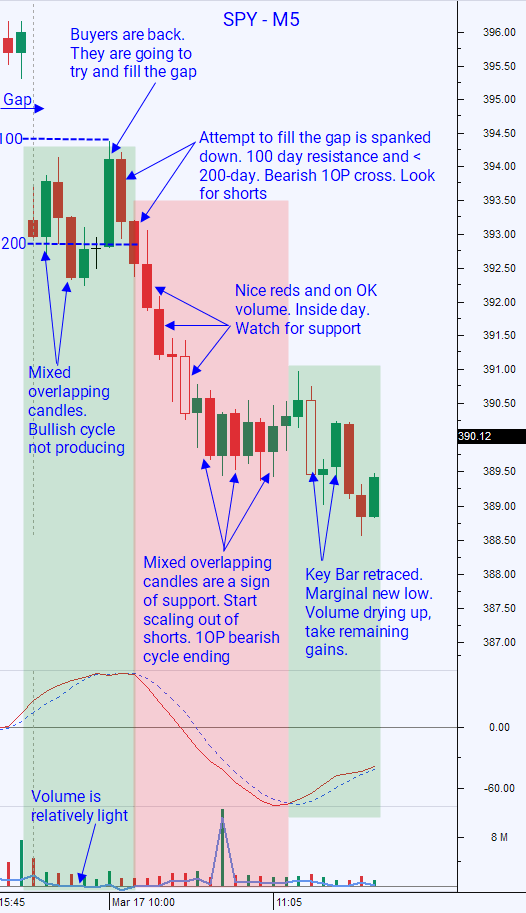 SPY - M5
Buyers are back.
They are going to
try and fill the gap
Gap
100
Attempt to fill the gap is spanked
down. 100 day resistance and <
200-day. Bearish 1OP cross. Look
for shorts
200
Nice reds and on OK
volume. Inside day.
Watch for support
Mixed
overlapping
candles.
Bullish cycle
not producing
Mixed overlapping
candles are a sign
of support. Start
scaling out of
shorts. 1OP bearish
cycle ending
Key Bar retraced.
Marginal new low.
Volume drying up,
take remaining
gains.
Volume is
relatively light
396.00
395.50
395.00
394.50
394.00
393.50
393.00
392.50
392.00
391.50
391.00
390.50
390.12
389.50
389.00
388.50
388.00
387.50
387.00
0.00
-60.00
8 M
15:45
Mar 17 10:00
11:05